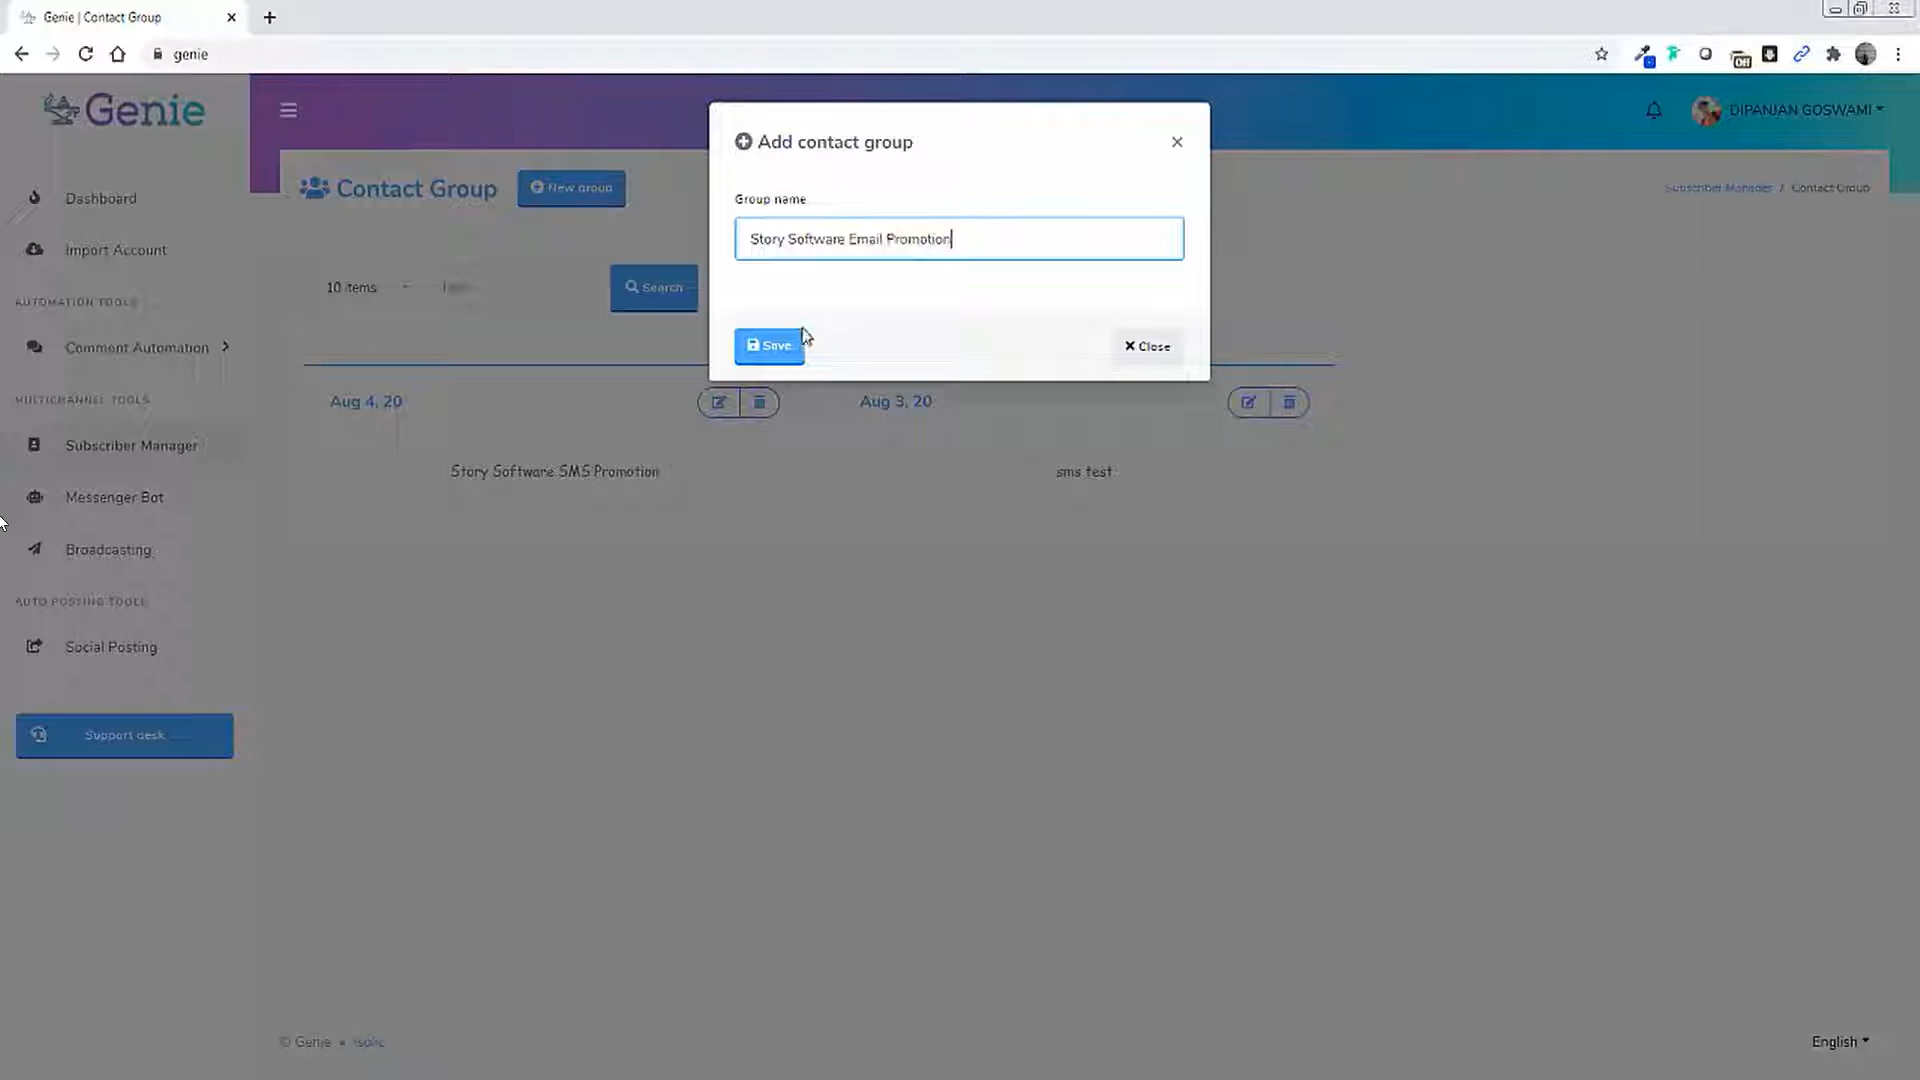 Genie | Contact Group
genie
Off
Genie
DIPANJAN GOSWAMI
Add contact group
Contact Group
New group
Subscriber Manager / Contact Group
Dashboard
Group name
Story Software Email Promotion
Import Account
10 items
Search
AUTOMATION TOOLS
Comment Automation
Save
Close
MULTICHANNEL TOOLS
Aug 4, 20
Aug 3, 20
Subscriber Manager
Story Software SMS Promotion
sms test
Messenger Bot
Broadcasting
AUTO POSTING TOOLS
Social Posting
Support desk
© Genie
English